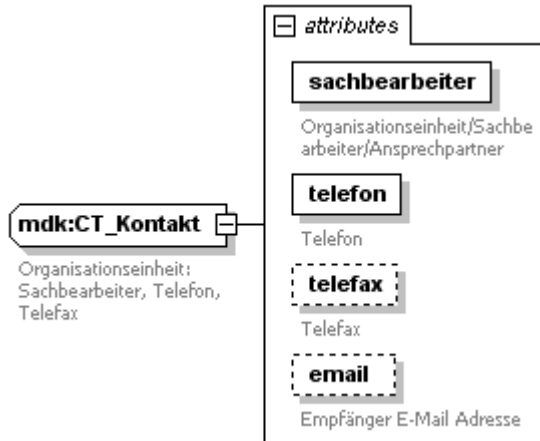 attributes
sachbearbeiter
Organisationseinheit/Sachbe
arbeiter/Ansprechpartner
telefon
Telefon
mdk:CT_Kontakt
Organisationseinheit:
Sachbearbeiter, Telefon,
Telefax
telefax
Telefax
email
Empfänger E-Mail Adresse